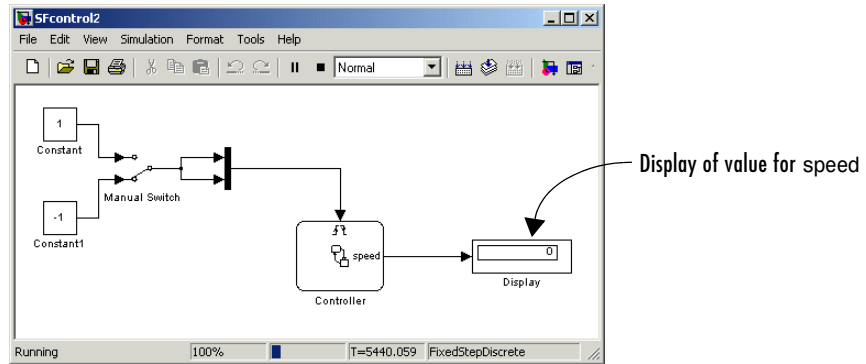 SFcontrol2
File Edit View Simulation Format Tools Help
Normal
1
Constant
Manual Switch
-1
Constant1
speed
Controller
0
Display
Display of value for speed
Running 100% T=5440.059 FixedStepDiscrete